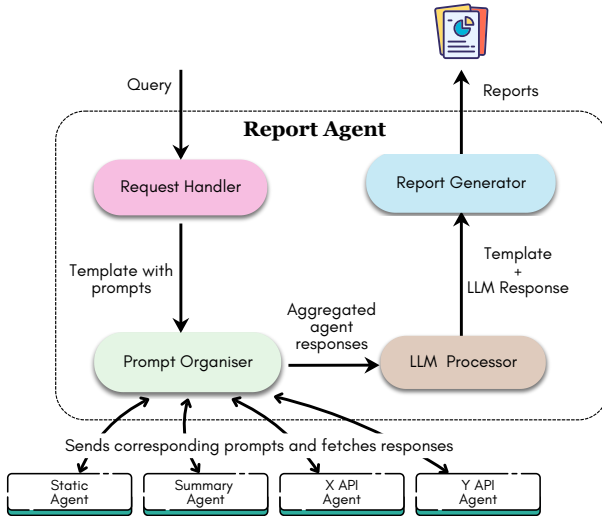 Query
Reports
Report Agent
Request Handler
Report Generator
Template with
prompts
Template
+
LLM Response
Aggregated
agent
responses
Prompt Organiser
LLM Processor
Sends corresponding prompts and fetches responses
Static
Agent
Summary
Agent
X API
Agent
Y API
Agent